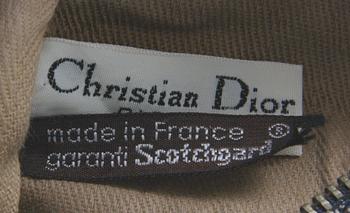 Christian Dior
made in France ®
garanti Scotchgard